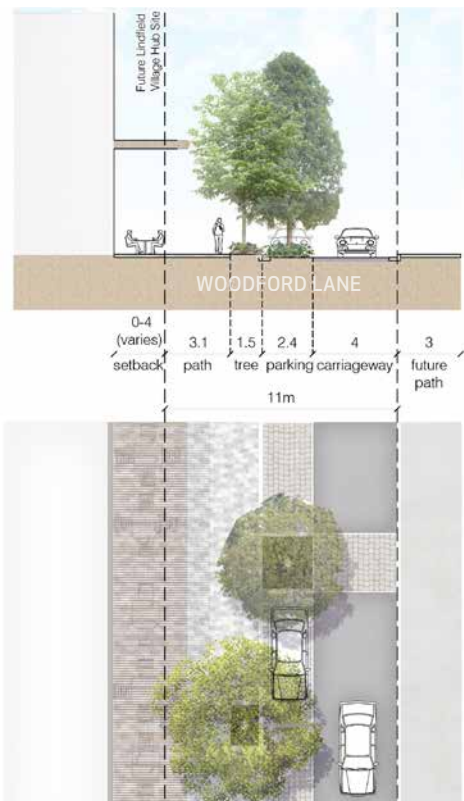 Future Lindfield
Village Hub Site
WOODFORD LANE
0-4
(varies) 3.1 1.5 2.4 4 3
setback path tree parking carriageway future
path
11m